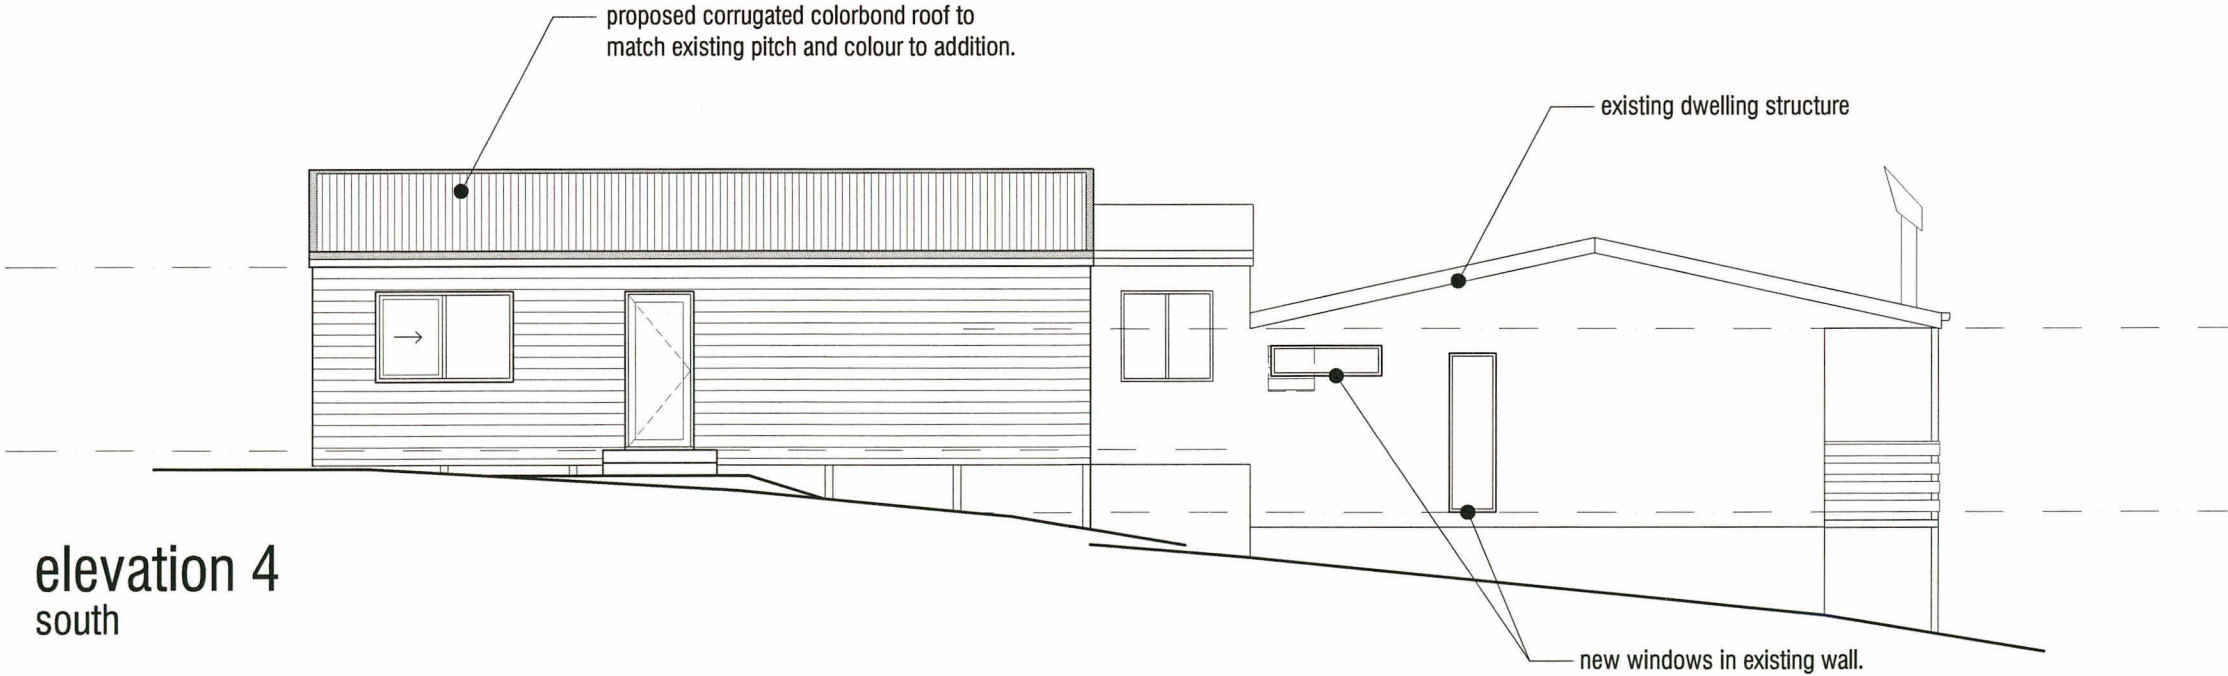 proposed corrugated colorbond roof to
match existing pitch and colour to addition.
existing dwelling structure
elevation 4
south
new windows in existing wall.